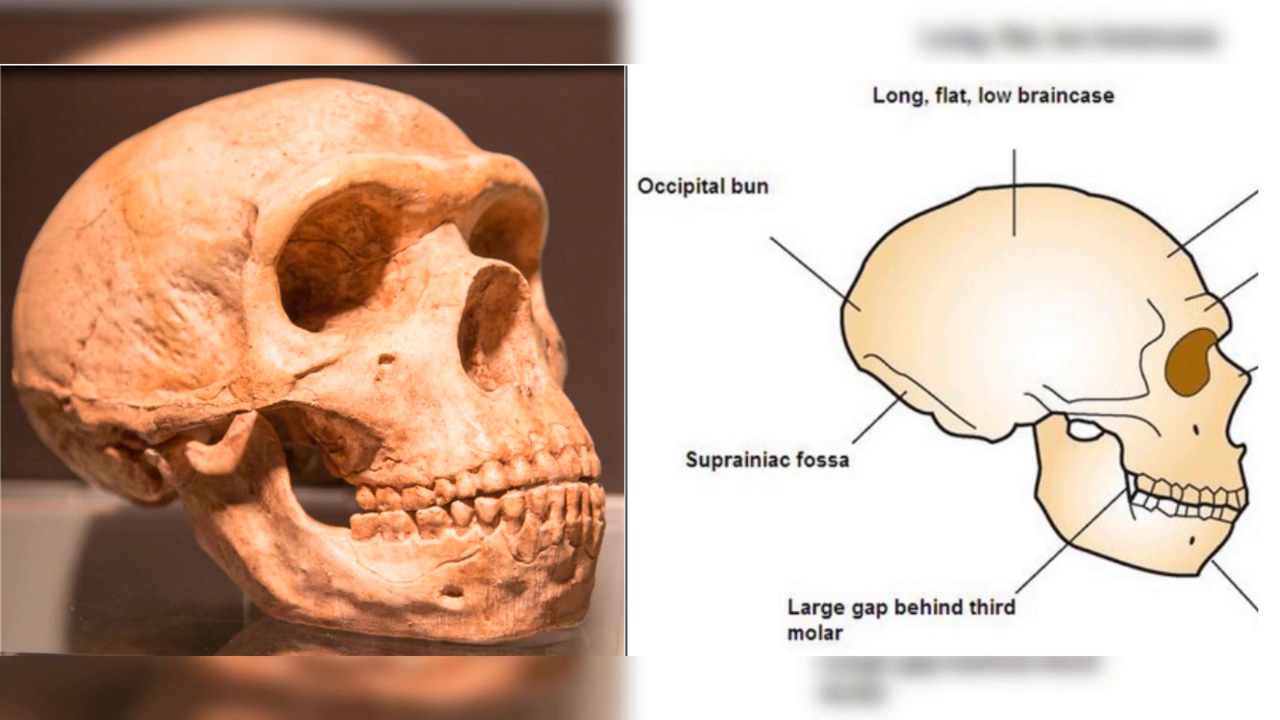 Long, flat, low braincase
Occipital bun
Suprainiac fossa
Large gap behind third
molar